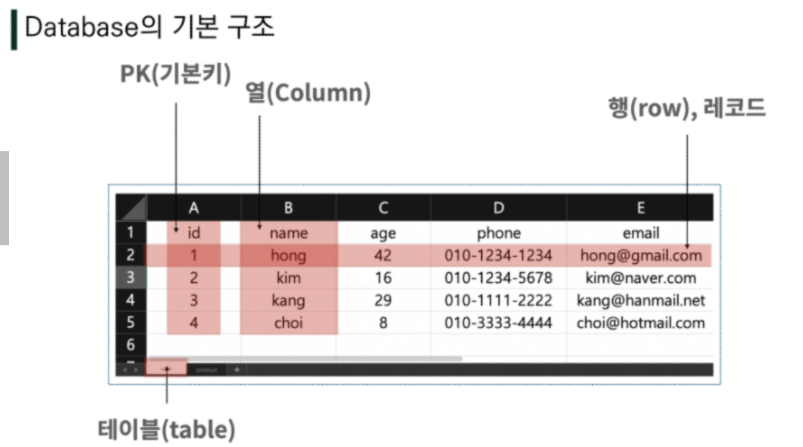 Database의 기본 구조
PK(기본키)
열(Column)
행(row), 레코드
A B C D E
1 id name age phone email
2 1 hong 42 010-1234-1234 hong@gmail.com
3 2 kim 16 010-1234-5678 kim@naver.com
4 3 kang 29 010-1111-2222 kang@hanmail.net
5 4 choi 8 010-3333-4444 choi@hotmail.com
6
product +
테이블(table)